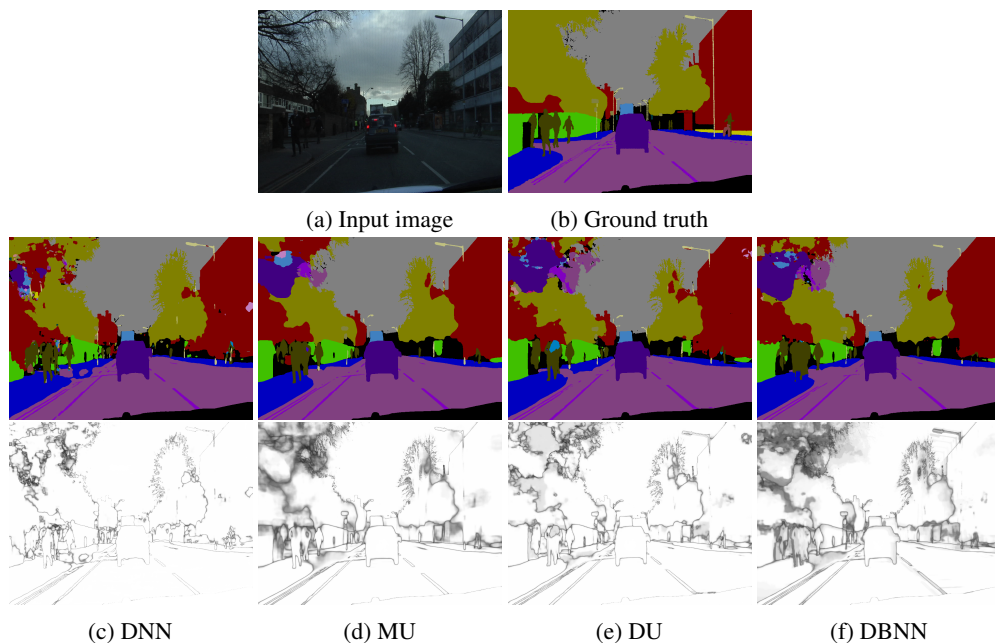 (a) Input image
(b) Ground truth
(c) DNN
(d) MU
(e) DU
(f) DBNN